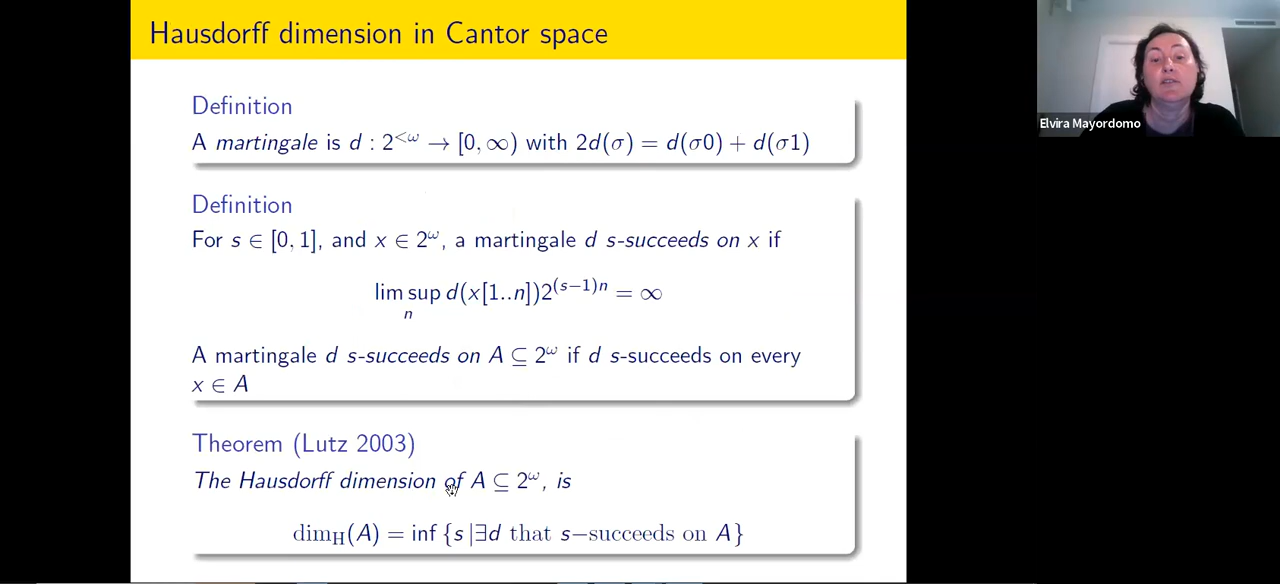 Hausdorff dimension in Cantor space
Elvira Mayordomo
Definition
A martingale is d : 2^{<ω} → [0, ∞) with 2d(σ) = d(σ0) + d(σ1)
Definition
For s ∈ [0, 1], and x ∈ 2^ω, a martingale d s-succeeds on x if
lim sup_n d(x[1..n])2^{(s−1)n} = ∞
A martingale d s-succeeds on A ⊆ 2^ω if d s-succeeds on every
x ∈ A
Theorem (Lutz 2003)
The Hausdorff dimension of A ⊆ 2^ω, is
dim_H(A) = inf {s |∃d that s−succeeds on A}